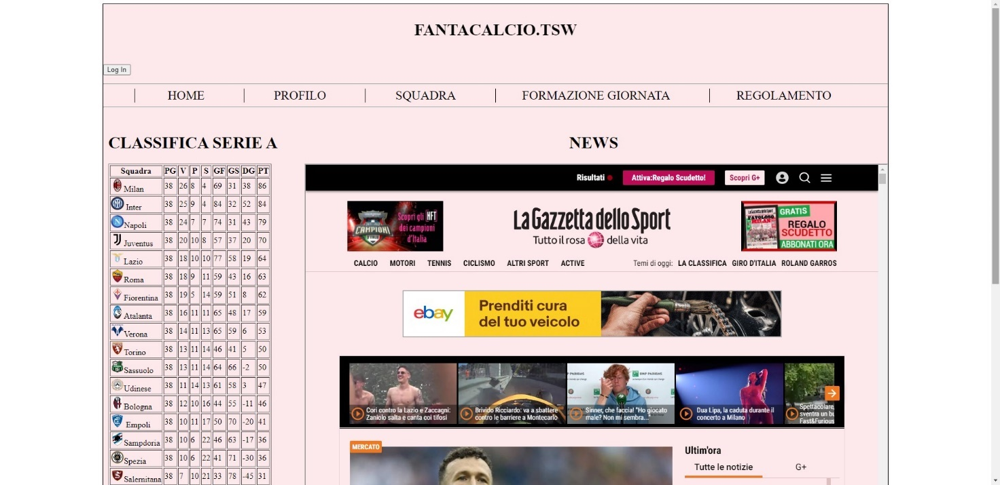 FANTACALCIO.TSW
Log In
HOME PROFILO SQUADRA FORMAZIONE GIORNATA REGOLAMENTO
CLASSIFICA SERIE A
Squadra PG V P S GF GS DG PT
Milan 38 26 8 4 69 31 38 86
Inter 38 25 9 4 84 32 52 84
Napoli 38 24 7 7 74 31 43 79
Juventus 38 20 10 8 57 37 20 70
Lazio 38 18 10 10 77 58 19 64
Roma 38 18 9 11 59 43 16 63
Fiorentina 38 19 5 14 59 51 8 62
Atalanta 38 16 11 11 65 48 17 59
Verona 38 14 11 13 65 59 6 53
Torino 38 13 11 14 46 41 5 50
Sassuolo 38 13 11 14 64 66 -2 50
Udinese 38 11 14 13 61 58 3 47
Bologna 38 12 10 16 44 55 -11 46
Empoli 38 10 11 17 50 70 -20 41
Sampdoria 38 10 6 22 46 63 -17 36
Spezia 38 10 6 22 41 71 -30 36
Salernitana 38 7 10 21 33 78 -45 31
NEWS
Risultati Attiva:Regalo Scudetto! Scopri G+
Scopri gli NFT
dei campioni
d'Italia
CAMPIONI
La Gazzetta dello Sport
Tutto il rosa della vita
GRATIS
REGALO
SCUDETTO
ABBONATI ORA
CALCIO MOTORI TENNIS CICLISMO ALTRI SPORT ACTIVE Temi di oggi: LA CLASSIFICA GIRO D'ITALIA ROLAND GARROS
ebay
Prenditi cura
del tuo veicolo
Cori contro la Lazio e Zaccagni:
Zaniolo salta e canta coi tifosi
Brivido Ricciardo: va a sbattere
contro le barriere a Montecarlo
BNP PARIBAS
Sinner, che faccia! "Ho giocato
male? Non mi sembra..."
Dua Lipa, la caduta durante il
concerto a Milano
Spettacolare,
sventra un bu
Fast&Furious
MERCATO
Ultim'ora
Tutte le notizie G+